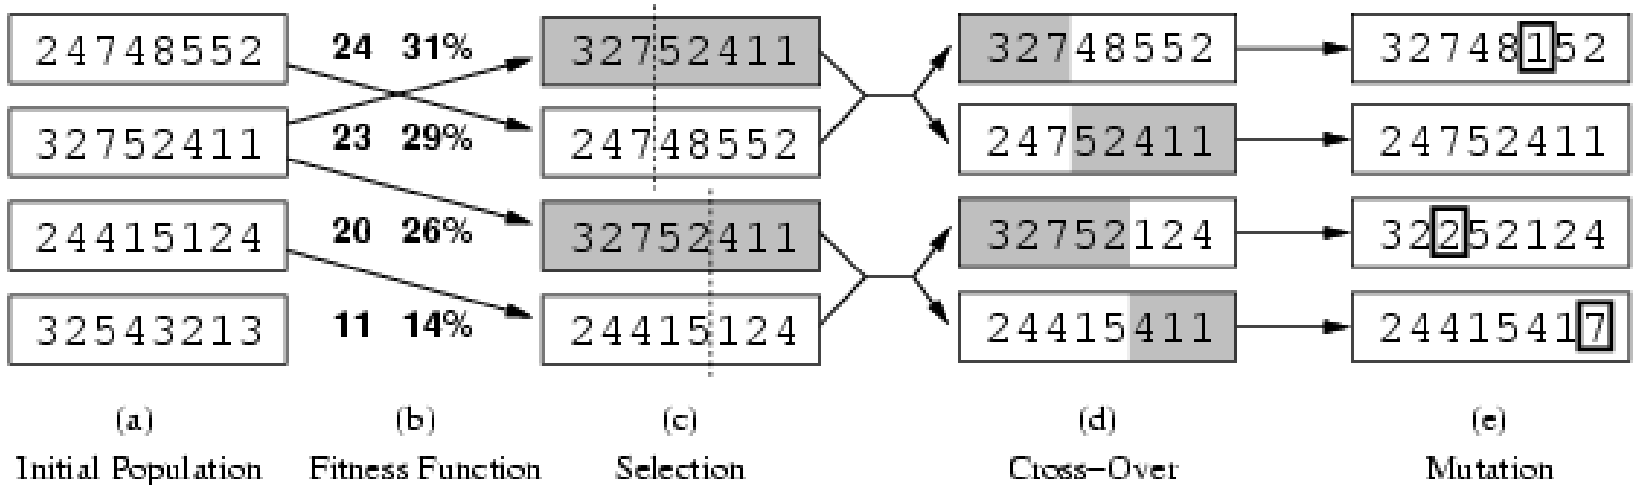 24748552 24 31% 32752411 32748552 32748152
32752411 23 29% 24748552 24752411 24752411
24415124 20 26% 32752411 32752124 32252124
32543213 11 14% 24415124 24415411 24415417
(a) (b) (c) (d) (e)
Initial Population Fitness Function Selection Cross-Over Mutation